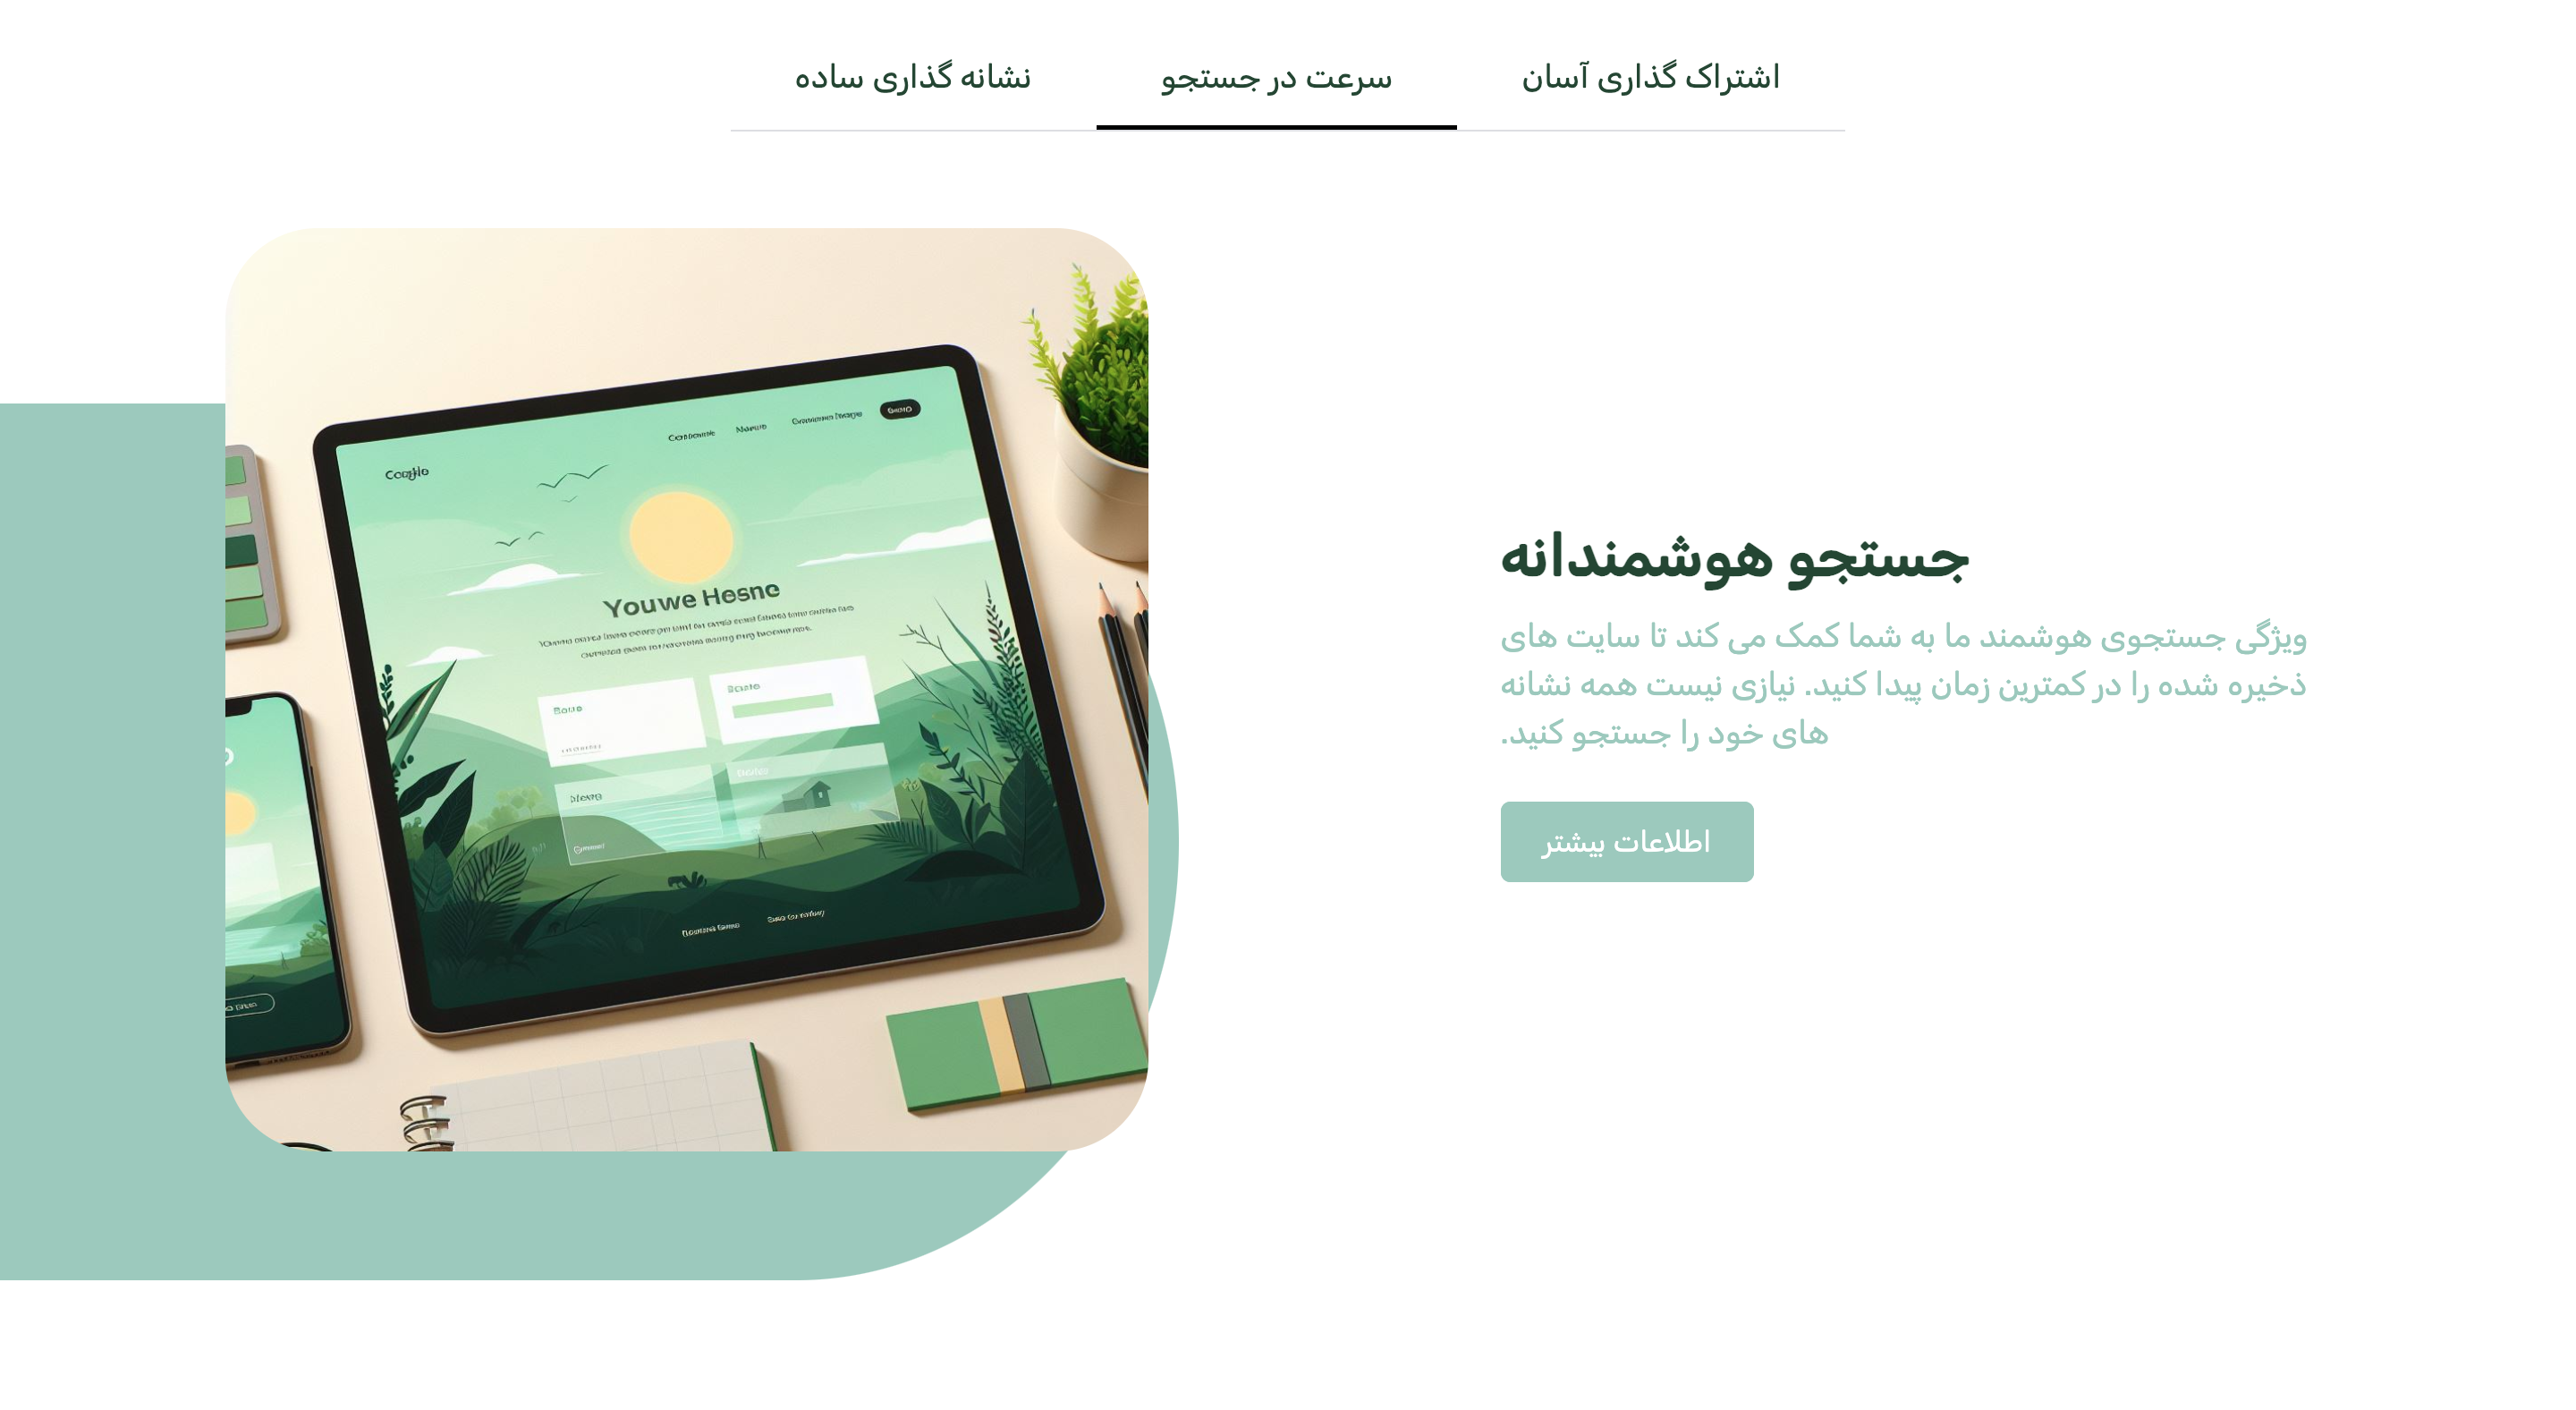 اشتراک گذاری آسان
سرعت در جستجو
نشانه گذاری ساده
جستجو هوشمندانه
ویژگی جستجوی هوشمند ما به شما کمک می کند تا سایت های
ذخیره شده را در کمترین زمان پیدا کنید. نیازی نیست همه نشانه
های خود را جستجو کنید.
اطلاعات بیشتر
Youwe Hesne